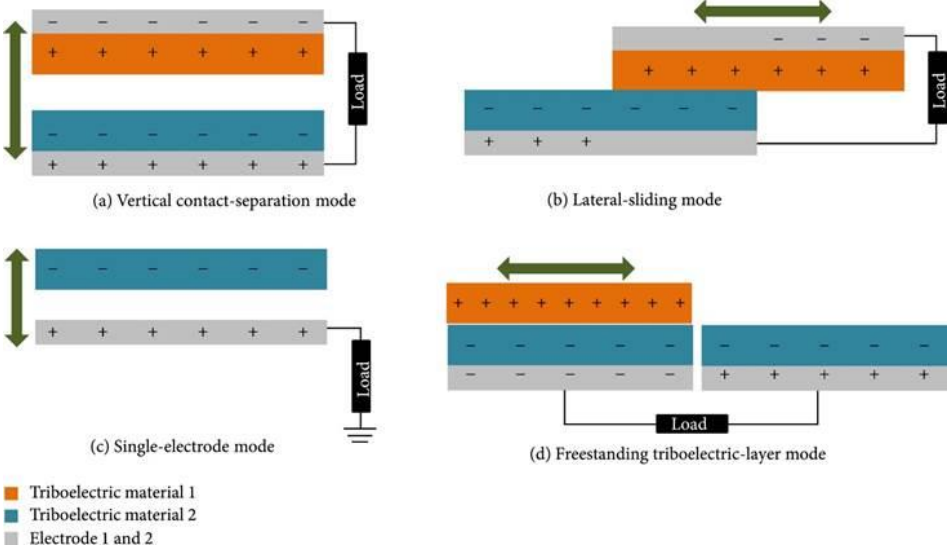 − − − − − −
+ + + + + +
Load
− − − − − −
+ + + + + +
(a) Vertical contact-separation mode
− − −
+ + + + + +
− − − − − −
+ + +
Load
(b) Lateral-sliding mode
− − − − − −
+ + + + + +
Load
(c) Single-electrode mode
+ + + + + + + + +
− − − − − − − − − −
− − − − − + + + + +
Load
(d) Freestanding triboelectric-layer mode
Triboelectric material 1
Triboelectric material 2
Electrode 1 and 2